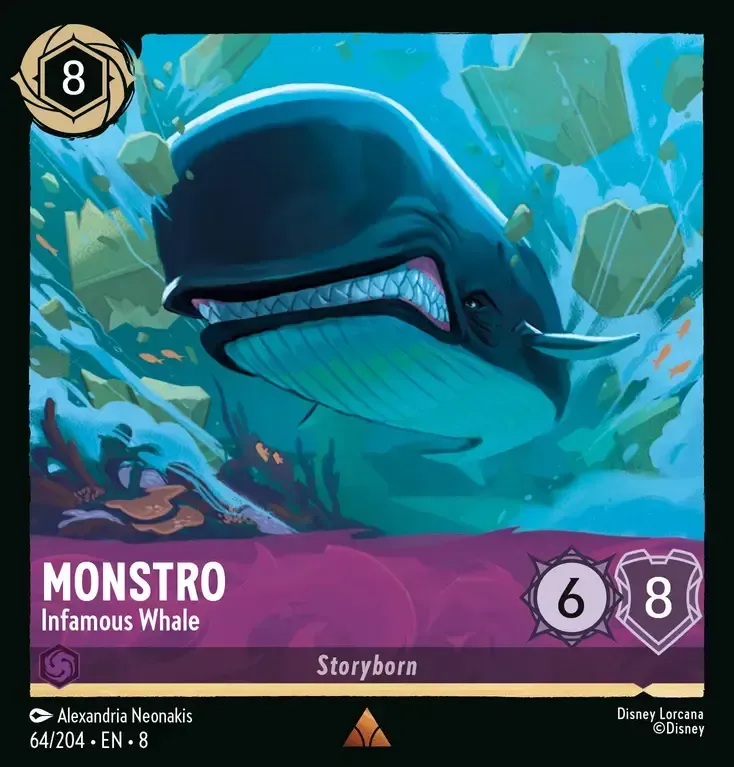 8
MONSTRO
Infamous Whale
6
8
Storyborn
Alexandria Neonakis
64/204 • EN • 8
Disney Lorcana
©Disney